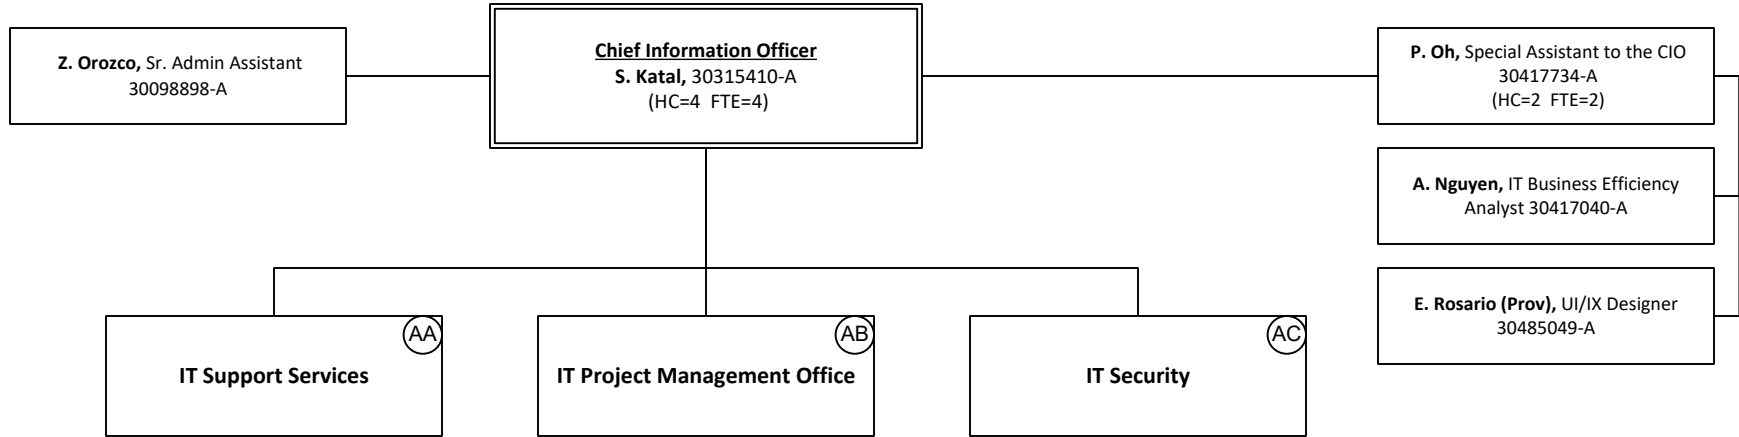 Z. Orozco, Sr. Admin Assistant
30098898-A
Chief Information Officer
S. Katal, 30315410-A
(HC=4 FTE=4)
P. Oh, Special Assistant to the CIO
30417734-A
(HC=2 FTE=2)
A. Nguyen, IT Business Efficiency
Analyst 30417040-A
E. Rosario (Prov), UI/IX Designer
30485049-A
AA
IT Support Services
AB
IT Project Management Office
AC
IT Security